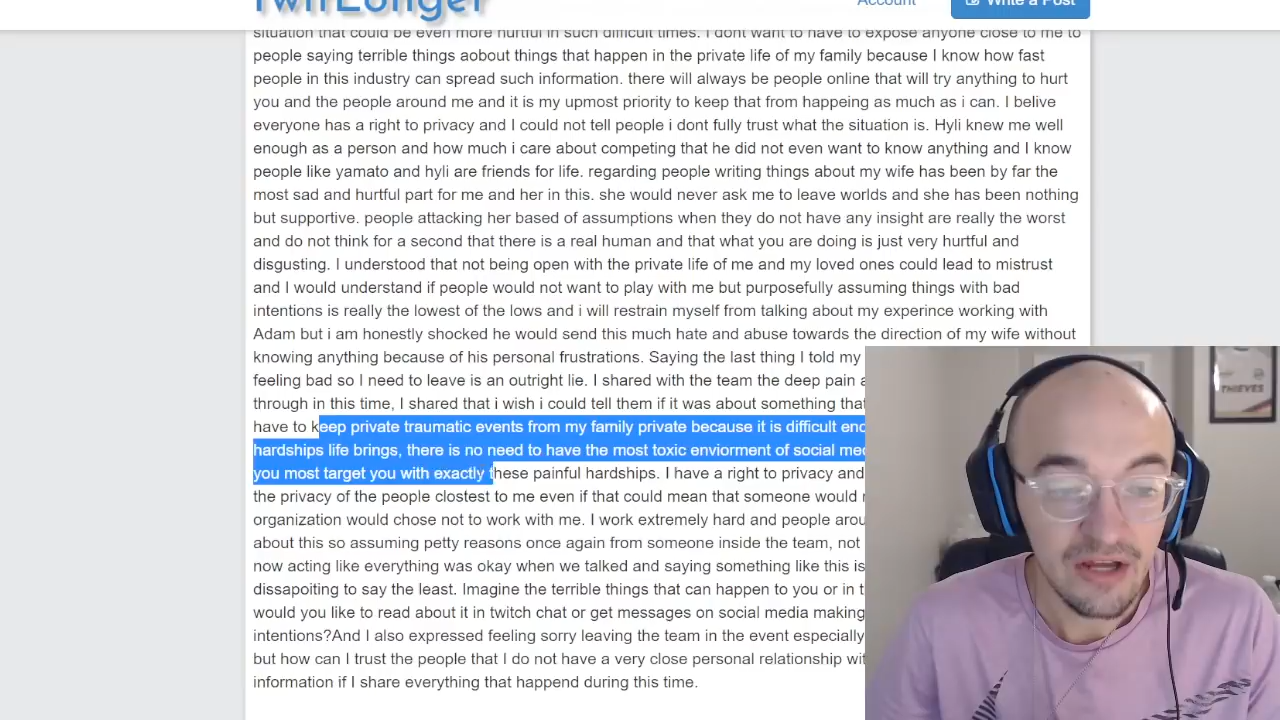 TwitLonger
Account
Write a Post
situation that could be even more hurtful in such difficult times. I dont want to have to expose anyone close to me to
people saying terrible things aobout things that happen in the private life of my family because I know how fast
people in this industry can spread such information. there will always be people online that will try anything to hurt
you and the people around me and it is my upmost priority to keep that from happeing as much as i can. I belive
everyone has a right to privacy and I could not tell people i dont fully trust what the situation is. Hyli knew me well
enough as a person and how much i care about competing that he did not even want to know anything and I know
people like yamato and hyli are friends for life. regarding people writing things about my wife has been by far the
most sad and hurtful part for me and her in this. she would never ask me to leave worlds and she has been nothing
but supportive. people attacking her based of assumptions when they do not have any insight are really the worst
and do not think for a second that there is a real human and that what you are doing is just very hurtful and
disgusting. I understood that not being open with the private life of me and my loved ones could lead to mistrust
and I would understand if people would not want to play with me but purposefully assuming things with bad
intentions is really the lowest of the lows and i will restrain myself from talking about my experince working with
Adam but i am honestly shocked he would send this much hate and abuse towards the direction of my wife without
knowing anything because of his personal frustrations. Saying the last thing I told my
feeling bad so I need to leave is an outright lie. I shared with the team the deep pain
through in this time, I shared that i wish i could tell them if it was about something that
have to keep private traumatic events from my family private because it is difficult
hardships life brings, there is no need to have the most toxic enviorment of social
you most target you with exactly these painful hardships. I have a right to privacy and
the privacy of the people clostest to me even if that could mean that someone would
organization would chose not to work with me. I work extremely hard and people
about this so assuming petty reasons once again from someone inside the team, not
now acting like everything was okay when we talked and saying something like this is
dissapoiting to say the least. Imagine the terrible things that can happen to you or in
would you like to read about it in twitch chat or get messages on social media making
intentions?And I also expressed feeling sorry leaving the team in the event especially
but how can I trust the people that I do not have a very close personal relationship
information if I share everything that happend during this time.
THIEVES